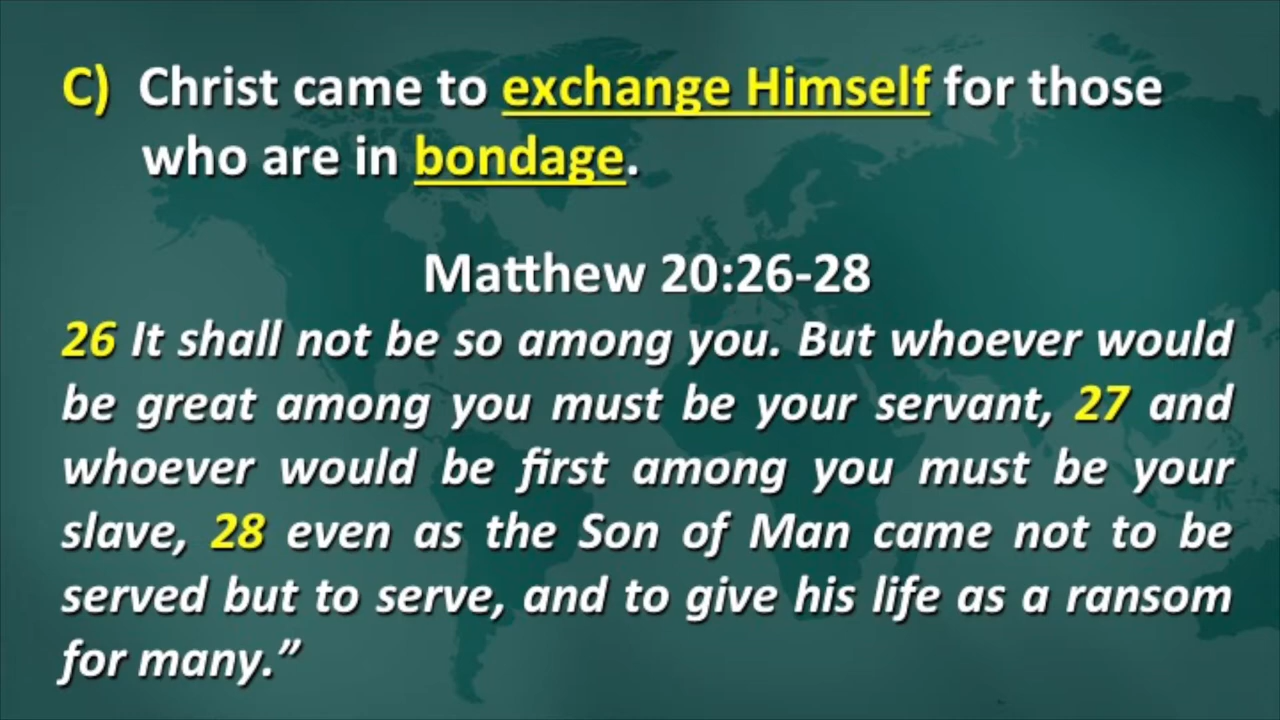 C) Christ came to exchange Himself for those
who are in bondage.
Matthew 20:26-28
26 It shall not be so among you. But whoever would
be great among you must be your servant, 27 and
whoever would be first among you must be your
slave, 28 even as the Son of Man came not to be
served but to serve, and to give his life as a ransom
for many.”